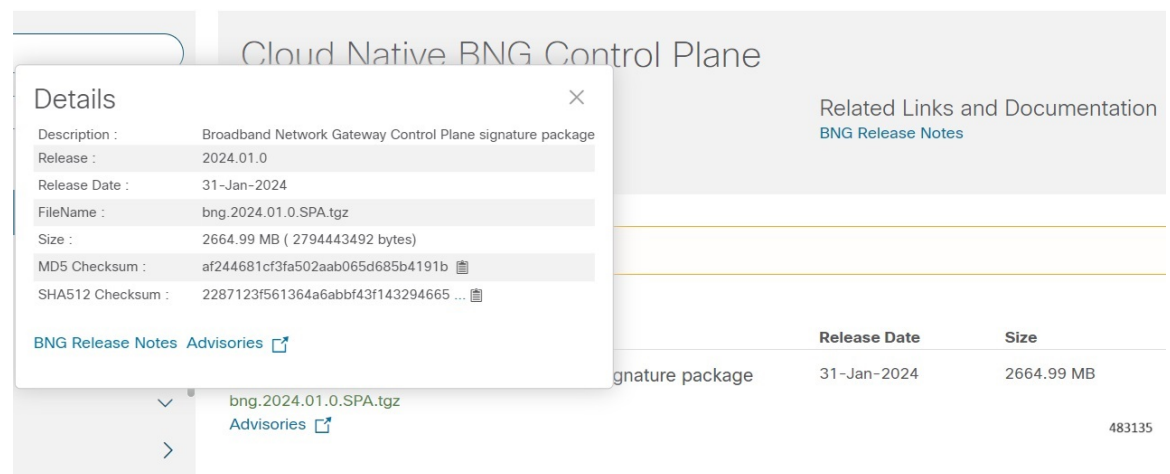 Cloud Native BNG Control Plane
Details
Description : Broadband Network Gateway Control Plane signature package
Release : 2024.01.0
Release Date : 31-Jan-2024
FileName : bng.2024.01.0.SPA.tgz
Size : 2664.99 MB ( 2794443492 bytes)
MD5 Checksum : af244681cf3fa502aab065d685b4191b
SHA512 Checksum : 2287123f561364a6abbf43f143294665 ...
BNG Release Notes Advisories
Related Links and Documentation
BNG Release Notes
Release Date Size
gnature package 31-Jan-2024 2664.99 MB
bng.2024.01.0.SPA.tgz
Advisories
483135